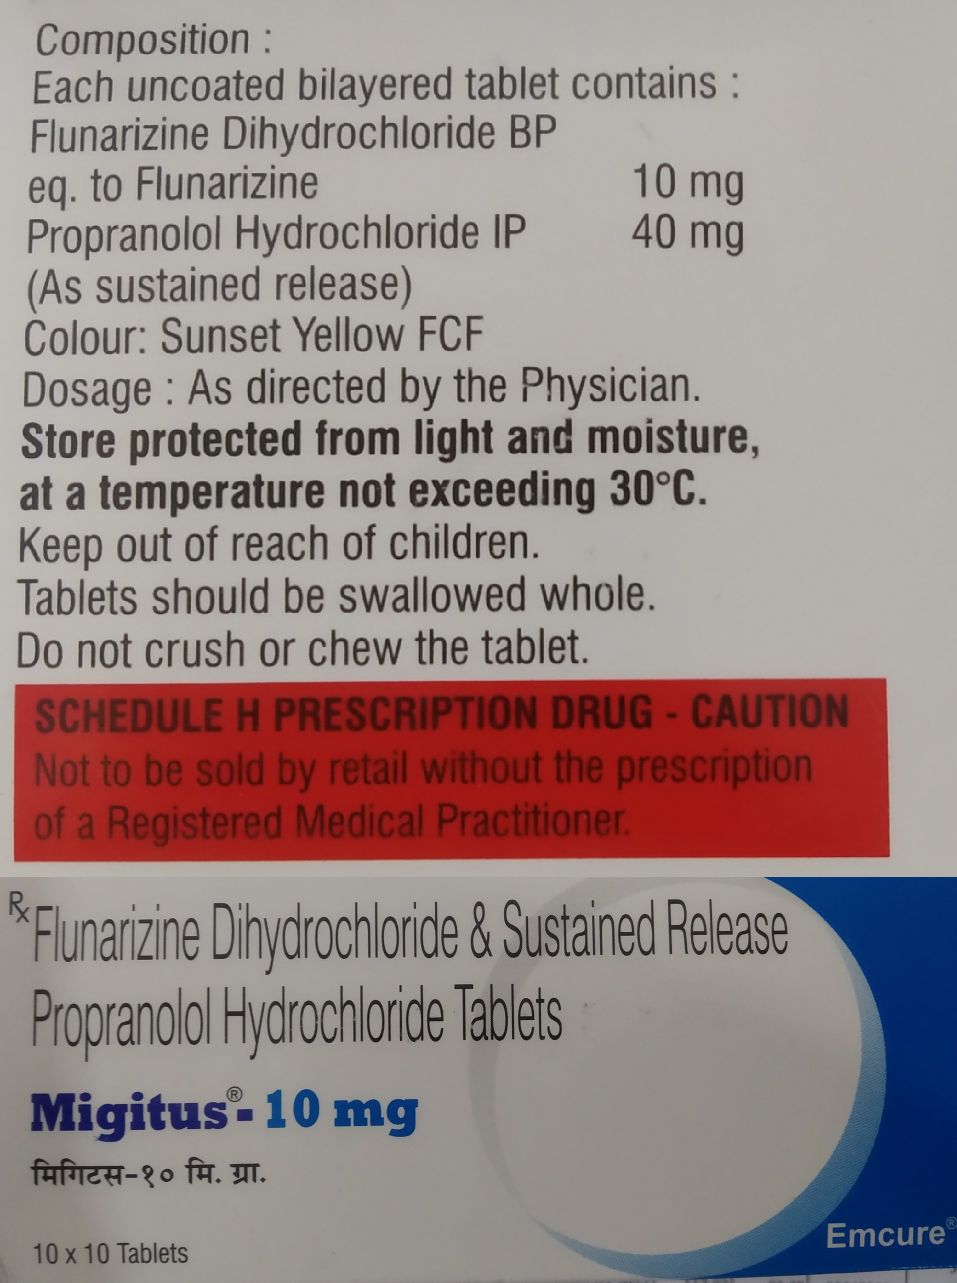 Composition :
Each uncoated bilayered tablet contains :
Flunarizine Dihydrochloride BP
eq. to Flunarizine 10 mg
Propranolol Hydrochloride IP 40 mg
(As sustained release)
Colour: Sunset Yellow FCF
Dosage : As directed by the Physician.
Store protected from light and moisture,
at a temperature not exceeding 30°C.
Keep out of reach of children.
Tablets should be swallowed whole.
Do not crush or chew the tablet.
SCHEDULE H PRESCRIPTION DRUG - CAUTION
Not to be sold by retail without the prescription
of a Registered Medical Practitioner.
Rx Flunarizine Dihydrochloride & Sustained Release
Propranolol Hydrochloride Tablets
Migitus®- 10 mg
मिगिटस-१० मि. ग्रा.
10 x 10 Tablets
Emcure®